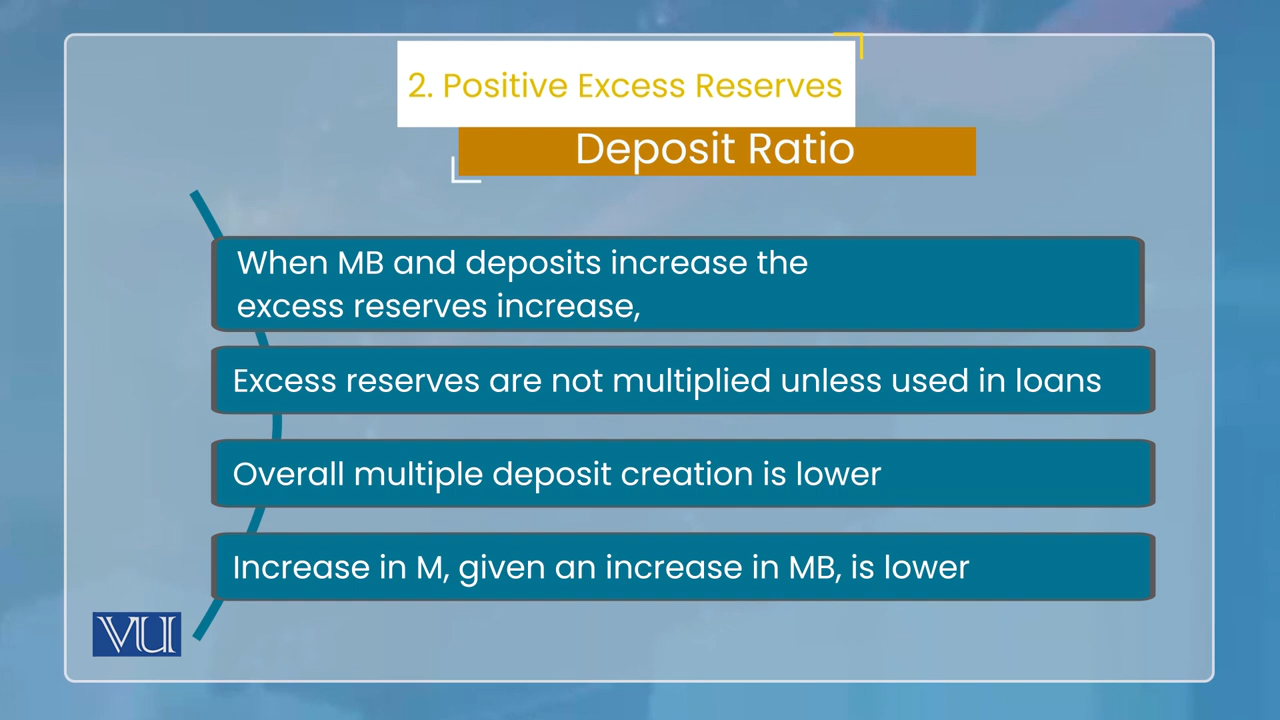 2. Positive Excess Reserves
Deposit Ratio
When MB and deposits increase the
excess reserves increase,
Excess reserves are not multiplied unless used in loans
Overall multiple deposit creation is lower
Increase in M, given an increase in MB, is lower
VU